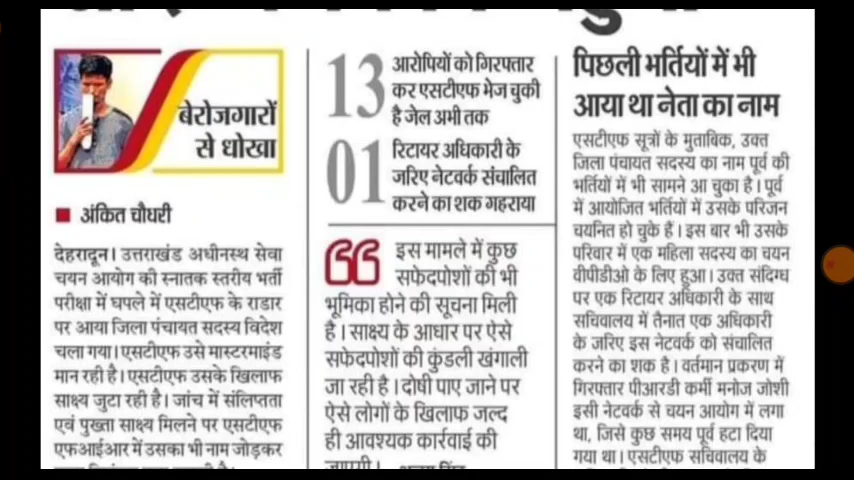 बेरोजगारों
से धोखा
■ अंकित चौधरी
देहरादून। उत्तराखंड अधीनस्थ सेवा
चयन आयोग की स्नातक स्तरीय भर्ती
परीक्षा में घपले में एसटीएफ के राडार
पर आया जिला पंचायत सदस्य विदेश
चला गया। एसटीएफ उसे मास्टरमाइंड
मान रही है। एसटीएफ उसके खिलाफ
साक्ष्य जुटा रही है। जांच में संलिप्तता
एवं पुख्ता साक्ष्य मिलने पर एसटीएफ
एफआईआर में उसका भी नाम जोड़कर
13 आरोपियों को गिरफ्तार
कर एसटीएफ भेज चुकी
है जेल अभी तक
01 रिटायर अधिकारी के
जरिए नेटवर्क संचालित
करने का शक गहराया
इस मामले में कुछ
सफेदपोशों की भी
भूमिका होने की सूचना मिली
है। साक्ष्य के आधार पर ऐसे
सफेदपोशों की कुंडली खंगाली
जा रही है। दोषी पाए जाने पर
ऐसे लोगों के खिलाफ जल्द
ही आवश्यक कार्रवाई की
पिछली भर्तियों में भी
आया था नेता का नाम
एसटीएफ सूत्रों के मुताबिक, उक्त
जिला पंचायत सदस्य का नाम पूर्व की
भर्तियों में भी सामने आ चुका है। पूर्व
में आयोजित भर्तियों में उसके परिजन
चयनित हो चुके हैं। इस बार भी उसके
परिवार में एक महिला सदस्य का चयन
वीपीडीओ के लिए हुआ। उक्त संदिग्ध
पर एक रिटायर अधिकारी के साथ
सचिवालय में तैनात एक अधिकारी
के जरिए इस नेटवर्क को संचालित
करने का शक है। वर्तमान प्रकरण में
गिरफ्तार पीआरडी कर्मी मनोज जोशी
इसी नेटवर्क से चयन आयोग में लगा
था, जिसे कुछ समय पूर्व हटा दिया
गया था। एसटीएफ सचिवालय के